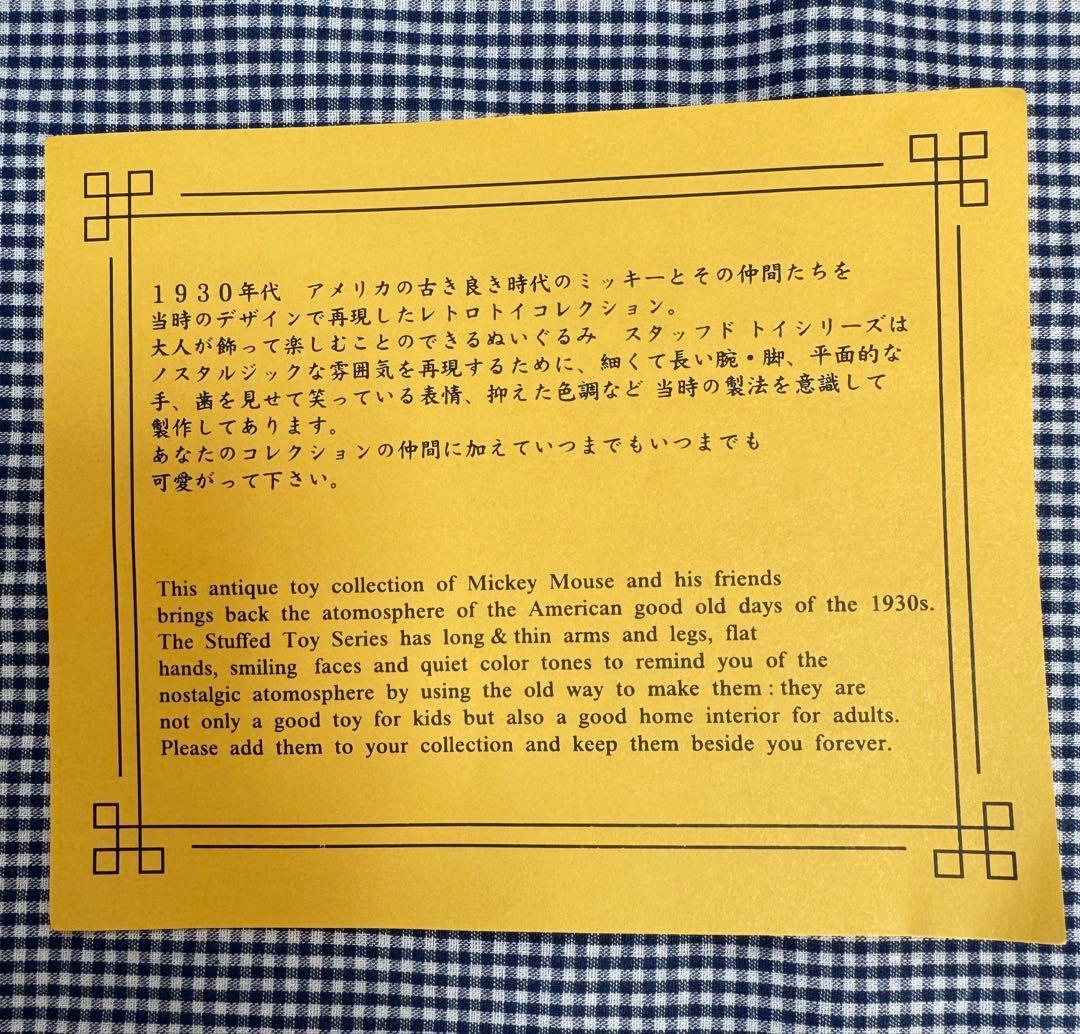 1930年代　アメリカの古き良き時代のミッキーとその仲間たちを
当時のデザインで再現したレトロトイコレクション。
大人が飾って楽しむことのできるぬいぐるみ　スタッフド トイシリーズは
ノスタルジックな雰囲気を再現するために、細くて長い腕・脚、平面的な
手、歯を見せて笑っている表情、抑えた色調など 当時の製法を意識して
製作してあります。
あなたのコレクションの仲間に加えていつまでもいつまでも
可愛がって下さい。
This antique toy collection of Mickey Mouse and his friends
brings back the atomosphere of the American good old days of the 1930s.
The Stuffed Toy Series has long & thin arms and legs, flat
hands, smiling faces and quiet color tones to remind you of the
nostalgic atomosphere by using the old way to make them : they are
not only a good toy for kids but also a good home interior for adults.
Please add them to your collection and keep them beside you forever.